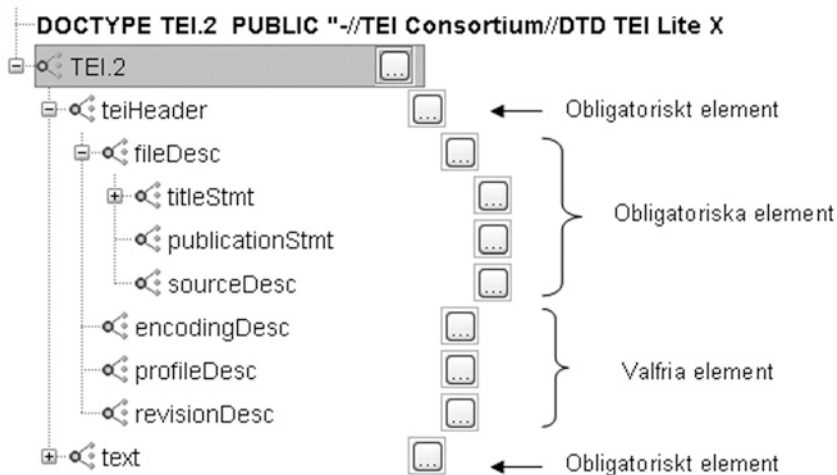 DOCTYPE TEI.2 PUBLIC "-//TEI Consortium//DTD TEI Lite X
TEI.2
teiHeader
Obligatoriskt element
fileDesc
titleStmt
Obligatoriska element
publicationStmt
sourceDesc
encodingDesc
profileDesc
Valfria element
revisionDesc
text
Obligatoriskt element